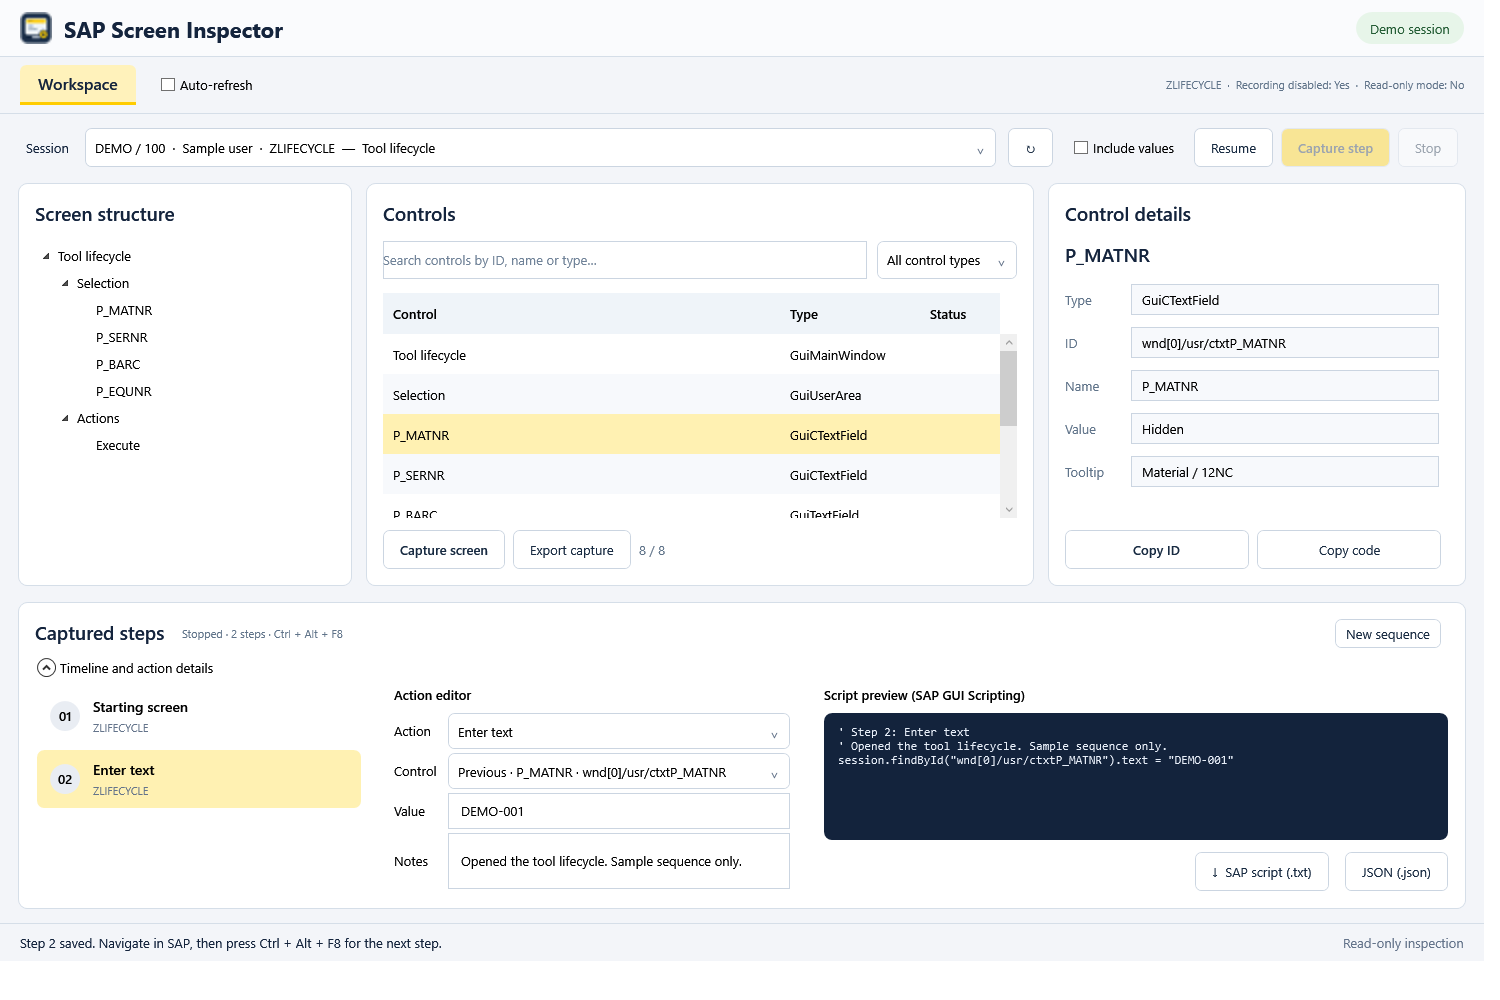 SAP Screen Inspector
Demo session
Workspace
Auto-refresh
ZLIFECYCLE · Recording disabled: Yes · Read-only mode: No
Session
DEMO / 100 · Sample user · ZLIFECYCLE — Tool lifecycle
↻
Include values
Resume
Capture step
Stop
Screen structure
Tool lifecycle
Selection
P_MATNR
P_SERNR
P_BARC
P_EQUNR
Actions
Execute
Controls
Search controls by ID, name or type...
All control types
Control Type Status
Tool lifecycle GuiMainWindow
Selection GuiUserArea
P_MATNR GuiCTextField
P_SERNR GuiCTextField
P_BARC GuiTextField
Capture screen
Export capture
8 / 8
Control details
P_MATNR
Type GuiCTextField
ID wnd[0]/usr/ctxtP_MATNR
Name P_MATNR
Value Hidden
Tooltip Material / 12NC
Copy ID
Copy code
Captured steps
Stopped · 2 steps · Ctrl + Alt + F8
New sequence
Timeline and action details
01 Starting screen
ZLIFECYCLE
02 Enter text
ZLIFECYCLE
Action editor
Action Enter text
Control Previous · P_MATNR · wnd[0]/usr/ctxtP_MATNR
Value DEMO-001
Notes Opened the tool lifecycle. Sample sequence only.
Script preview (SAP GUI Scripting)
' Step 2: Enter text
' Opened the tool lifecycle. Sample sequence only.
session.findById("wnd[0]/usr/ctxtP_MATNR").text = "DEMO-001"
↓ SAP script (.txt)
JSON (.json)
Step 2 saved. Navigate in SAP, then press Ctrl + Alt + F8 for the next step.
Read-only inspection